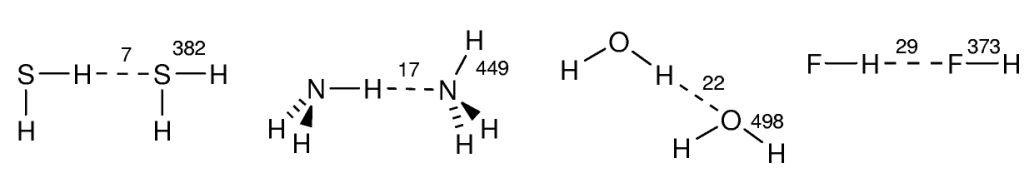 S H 7 S 382 H
H H
N H 17 N H 449
H H H H
O H H 22 O 498
H H
F H 29 F 373 H